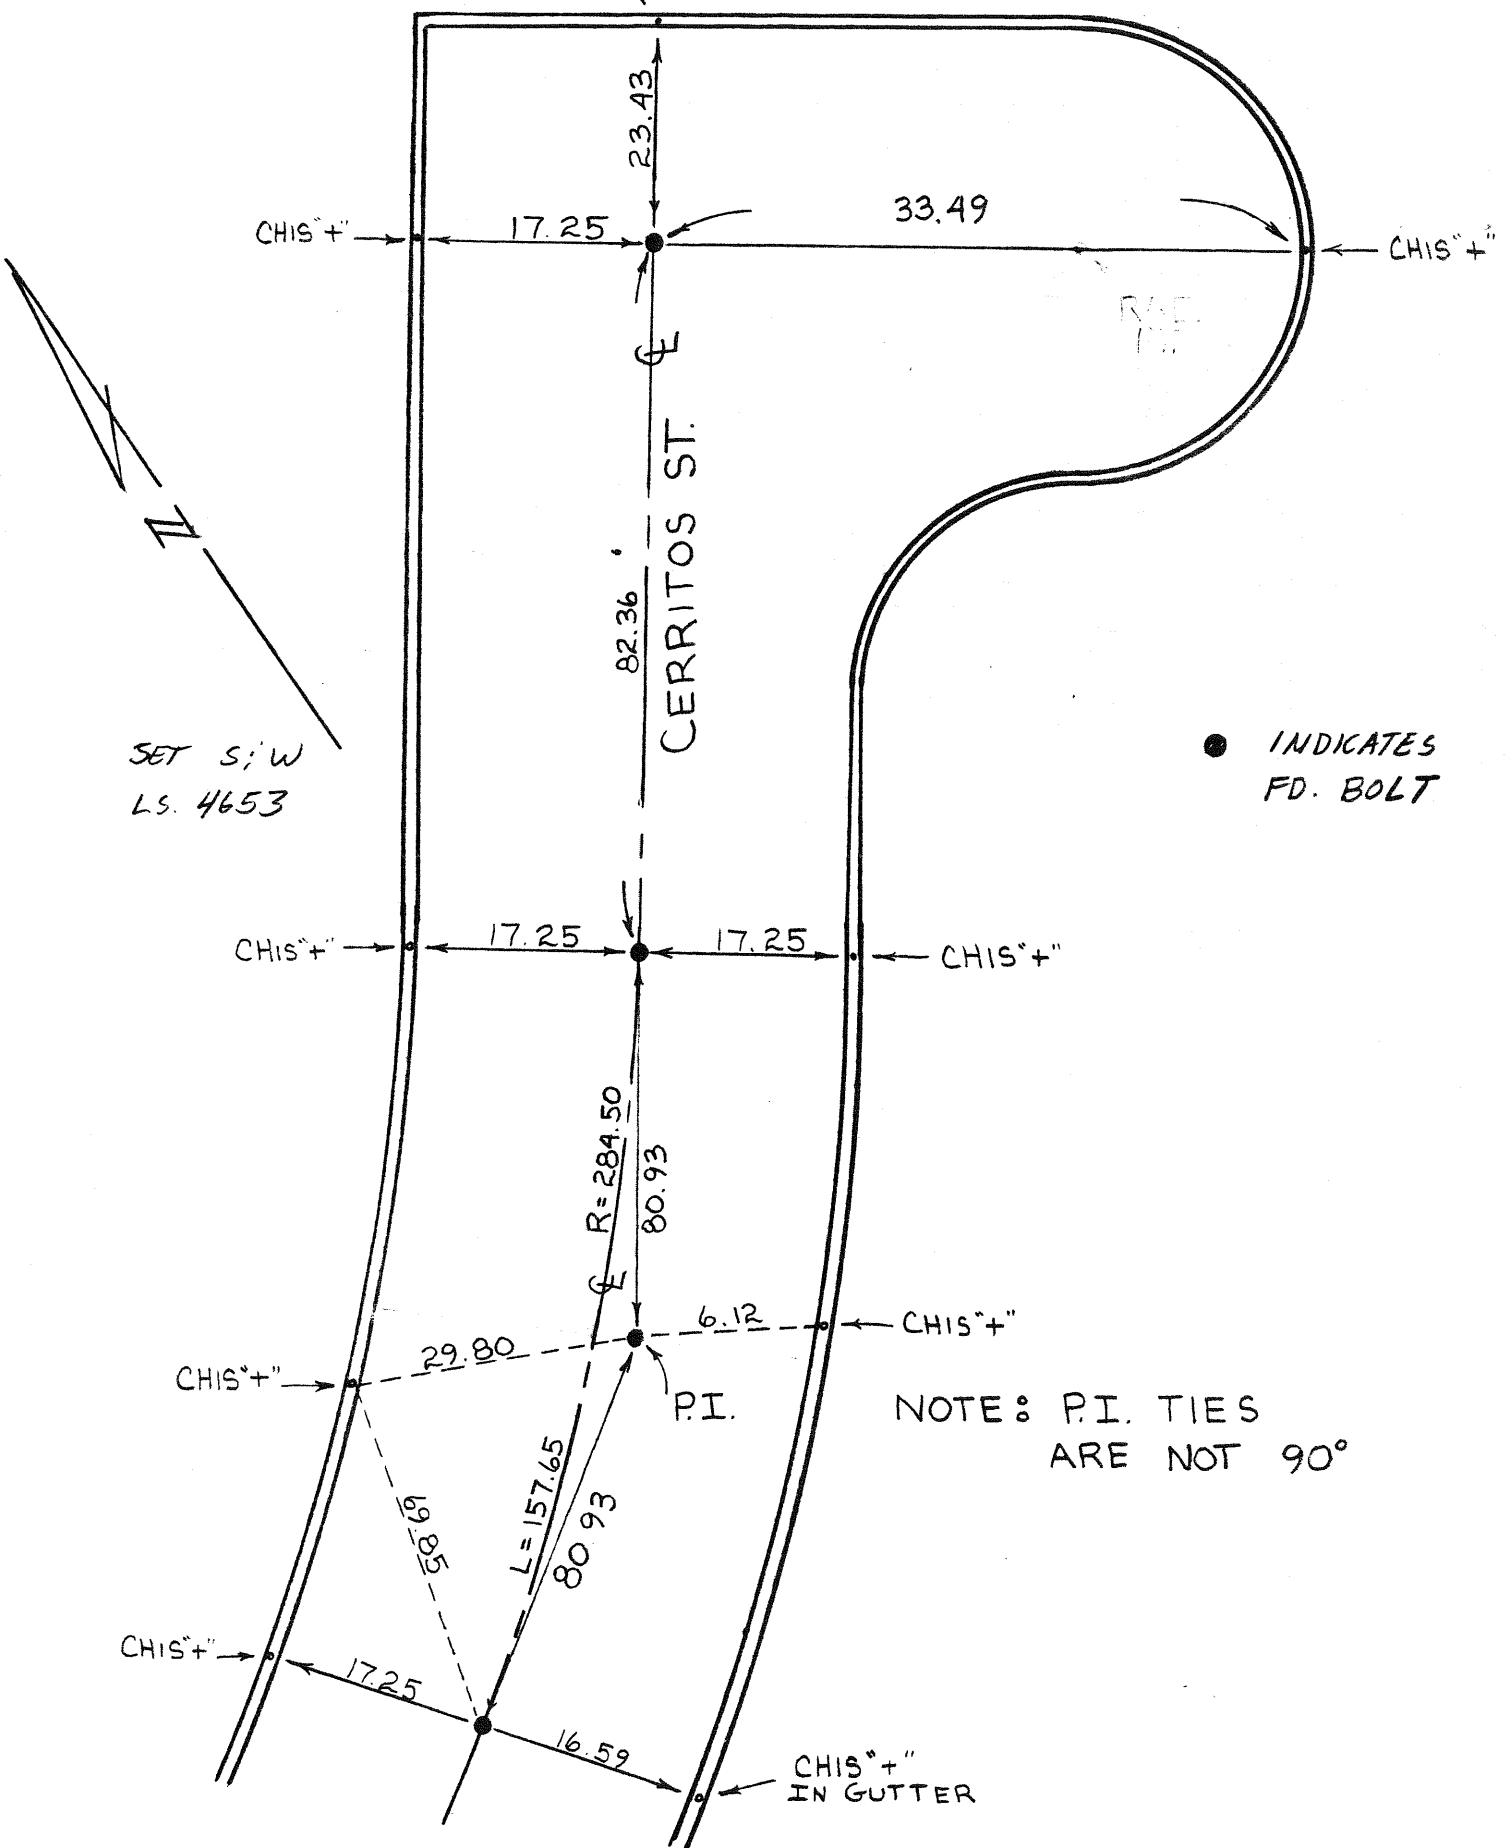 23.43
CHIS "+"
17.25
33.49
CHIS "+"
℄
CERRITOS ST.
82.36
N
SET S;W
LS. 4653
INDICATES
FD. BOLT
CHIS "+"
17.25
17.25
CHIS "+"
R=284.50
80.93
℄
6.12
CHIS "+"
29.80
CHIS "+"
P.I.
NOTE: P.I. TIES
ARE NOT 90°
L=157.65
80.93
69.85
CHIS "+"
17.25
16.59
CHIS "+"
IN GUTTER